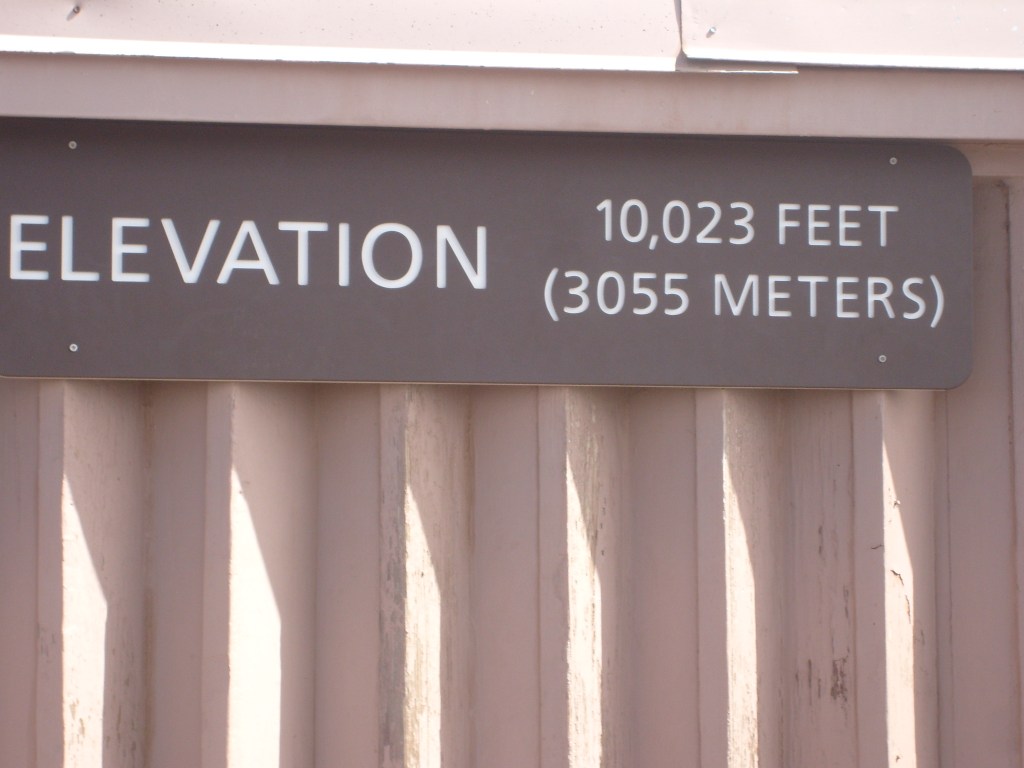 ELEVATION
10,023 FEET
(3055 METERS)